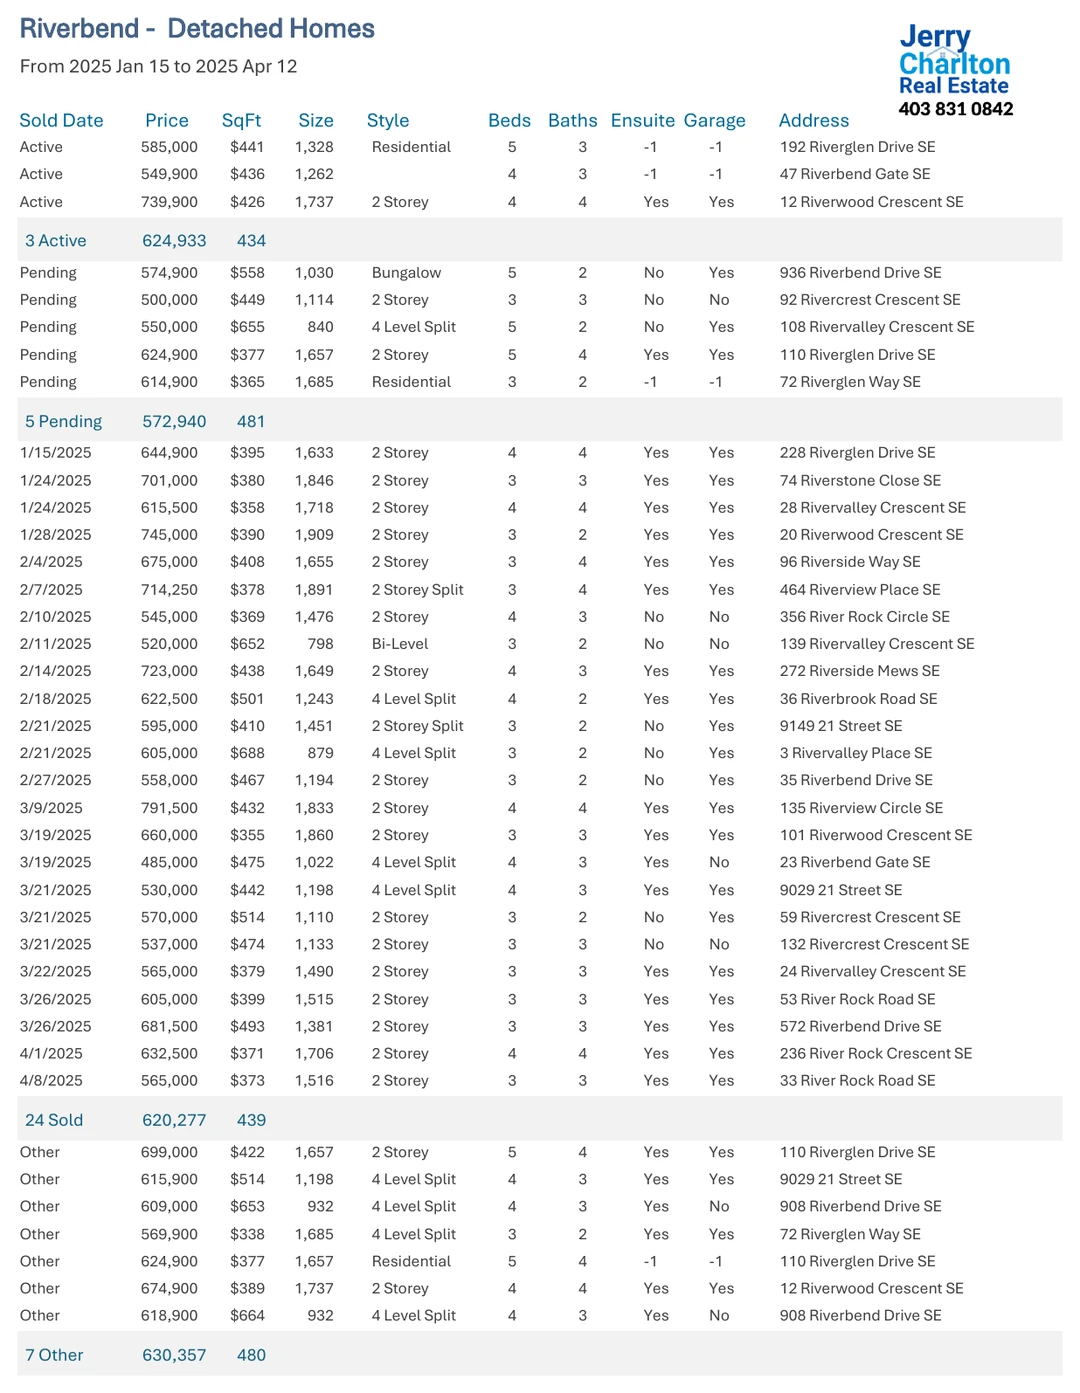 Riverbend - Detached Homes
From 2025 Jan 15 to 2025 Apr 12
Jerry
Charlton
Real Estate
403 831 0842
Sold Date Price SqFt Size Style Beds Baths Ensuite Garage Address
Active 585,000 $441 1,328 Residential 5 3 -1 -1 192 Riverglen Drive SE
Active 549,900 $436 1,262 4 3 -1 -1 47 Riverbend Gate SE
Active 739,900 $426 1,737 2 Storey 4 4 Yes Yes 12 Riverwood Crescent SE
3 Active 624,933 434
Pending 574,900 $558 1,030 Bungalow 5 2 No Yes 936 Riverbend Drive SE
Pending 500,000 $449 1,114 2 Storey 3 3 No No 92 Rivercrest Crescent SE
Pending 550,000 $655 840 4 Level Split 5 2 No Yes 108 Rivervalley Crescent SE
Pending 624,900 $377 1,657 2 Storey 5 4 Yes Yes 110 Riverglen Drive SE
Pending 614,900 $365 1,685 Residential 3 2 -1 -1 72 Riverglen Way SE
5 Pending 572,940 481
1/15/2025 644,900 $395 1,633 2 Storey 4 4 Yes Yes 228 Riverglen Drive SE
1/24/2025 701,000 $380 1,846 2 Storey 3 3 Yes Yes 74 Riverstone Close SE
1/24/2025 615,500 $358 1,718 2 Storey 4 4 Yes Yes 28 Rivervalley Crescent SE
1/28/2025 745,000 $390 1,909 2 Storey 3 2 Yes Yes 20 Riverwood Crescent SE
2/4/2025 675,000 $408 1,655 2 Storey 3 4 Yes Yes 96 Riverside Way SE
2/7/2025 714,250 $378 1,891 2 Storey Split 3 4 Yes Yes 464 Riverview Place SE
2/10/2025 545,000 $369 1,476 2 Storey 4 3 No No 356 River Rock Circle SE
2/11/2025 520,000 $652 798 Bi-Level 3 2 No No 139 Rivervalley Crescent SE
2/14/2025 723,000 $438 1,649 2 Storey 4 3 Yes Yes 272 Riverside Mews SE
2/18/2025 622,500 $501 1,243 4 Level Split 4 2 Yes Yes 36 Riverbrook Road SE
2/21/2025 595,000 $410 1,451 2 Storey Split 3 2 No Yes 9149 21 Street SE
2/21/2025 605,000 $688 879 4 Level Split 3 2 No Yes 3 Rivervalley Place SE
2/27/2025 558,000 $467 1,194 2 Storey 3 2 No Yes 35 Riverbend Drive SE
3/9/2025 791,500 $432 1,833 2 Storey 4 4 Yes Yes 135 Riverview Circle SE
3/19/2025 660,000 $355 1,860 2 Storey 3 3 Yes Yes 101 Riverwood Crescent SE
3/19/2025 485,000 $475 1,022 4 Level Split 4 3 Yes No 23 Riverbend Gate SE
3/21/2025 530,000 $442 1,198 4 Level Split 4 3 Yes Yes 9029 21 Street SE
3/21/2025 570,000 $514 1,110 2 Storey 3 2 No Yes 59 Rivercrest Crescent SE
3/21/2025 537,000 $474 1,133 2 Storey 3 3 No No 132 Rivercrest Crescent SE
3/22/2025 565,000 $379 1,490 2 Storey 3 3 Yes Yes 24 Rivervalley Crescent SE
3/26/2025 605,000 $399 1,515 2 Storey 3 3 Yes Yes 53 River Rock Road SE
3/26/2025 681,500 $493 1,381 2 Storey 3 3 Yes Yes 572 Riverbend Drive SE
4/1/2025 632,500 $371 1,706 2 Storey 4 4 Yes Yes 236 River Rock Crescent SE
4/8/2025 565,000 $373 1,516 2 Storey 3 3 Yes Yes 33 River Rock Road SE
24 Sold 620,277 439
Other 699,000 $422 1,657 2 Storey 5 4 Yes Yes 110 Riverglen Drive SE
Other 615,900 $514 1,198 4 Level Split 4 3 Yes Yes 9029 21 Street SE
Other 609,000 $653 932 4 Level Split 4 3 Yes No 908 Riverbend Drive SE
Other 569,900 $338 1,685 4 Level Split 3 2 Yes Yes 72 Riverglen Way SE
Other 624,900 $377 1,657 Residential 5 4 -1 -1 110 Riverglen Drive SE
Other 674,900 $389 1,737 2 Storey 4 4 Yes Yes 12 Riverwood Crescent SE
Other 618,900 $664 932 4 Level Split 4 3 Yes No 908 Riverbend Drive SE
7 Other 630,357 480